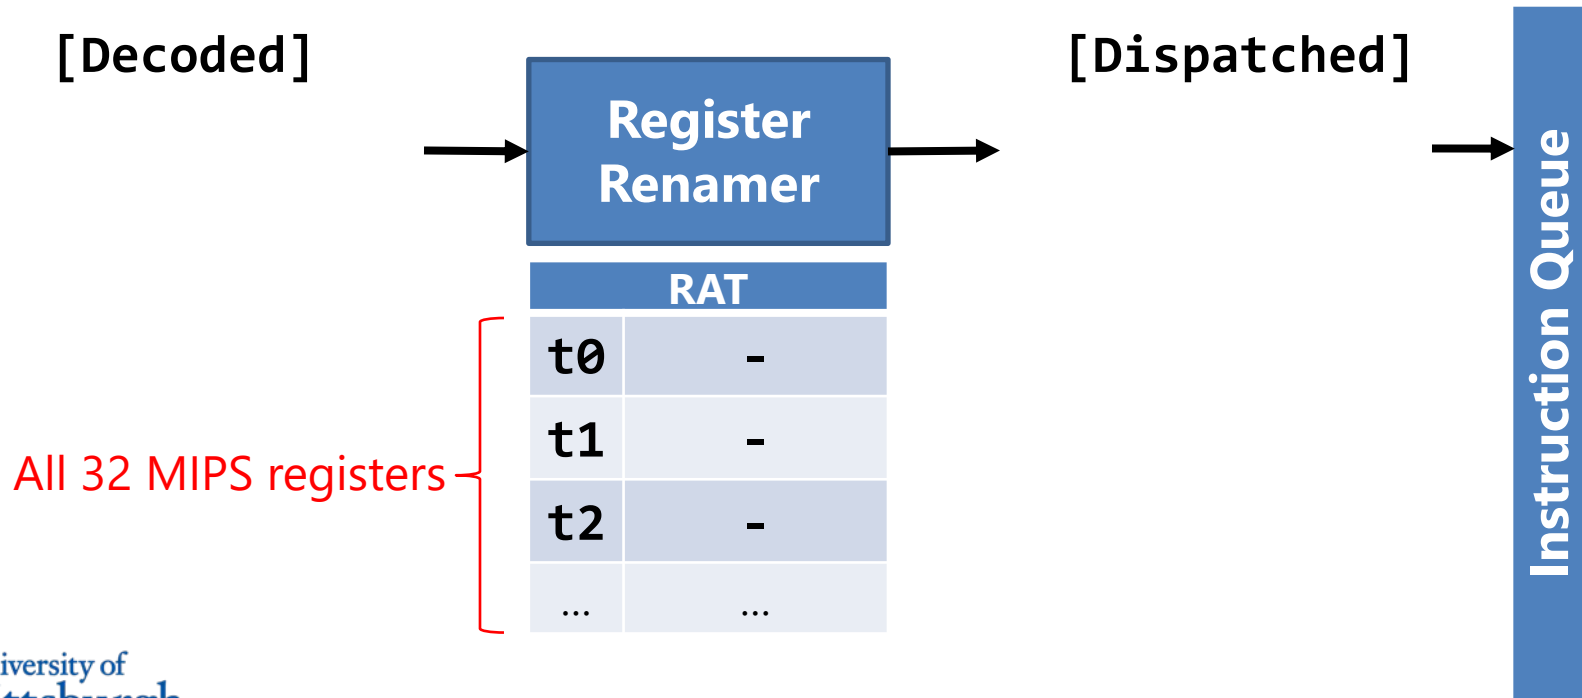 [Decoded]
[Dispatched]
Register
Renamer
RAT
t0 -
t1 -
t2 -
... ...
All 32 MIPS registers
Instruction Queue
iversity of